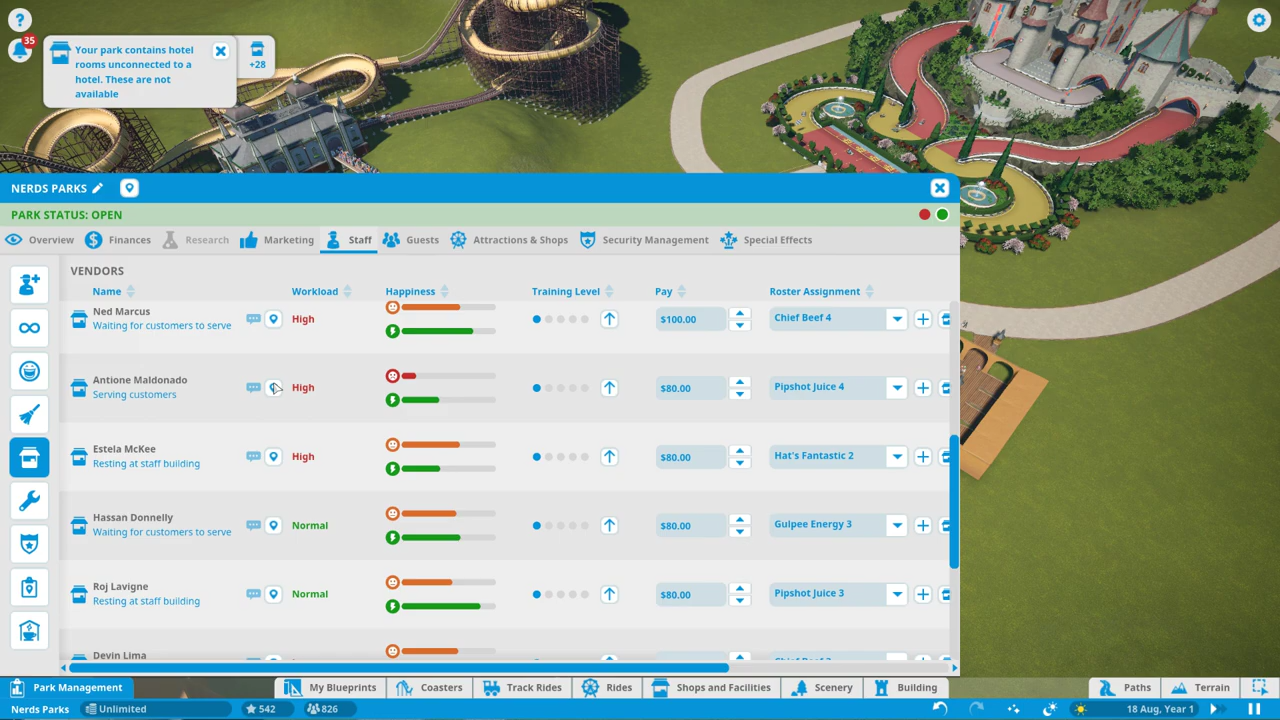 ?
35
Your park contains hotel
rooms unconnected to a
hotel. These are not
available
+28
NERDS PARKS
PARK STATUS: OPEN
Overview Finances Research Marketing Staff Guests Attractions & Shops Security Management Special Effects
VENDORS
Name Workload Happiness Training Level Pay Roster Assignment
Ned Marcus
Waiting for customers to serve
High $100.00 Chief Beef 4
Antione Maldonado
Serving customers
High $80.00 Pipshot Juice 4
Estela McKee
Resting at staff building
High $80.00 Hat's Fantastic 2
Hassan Donnelly
Waiting for customers to serve
Normal $80.00 Gulpee Energy 3
Roj Lavigne
Resting at staff building
Normal $80.00 Pipshot Juice 3
Devin Lima
Park Management My Blueprints Coasters Track Rides Rides Shops and Facilities Scenery Building Paths Terrain
Nerds Parks Unlimited 542 826 18 Aug, Year 1